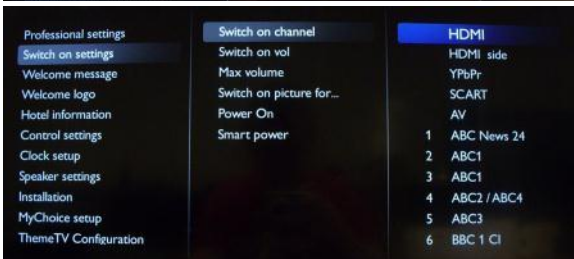 Professional settings
Switch on settings
Welcome message
Welcome logo
Hotel information
Control settings
Clock setup
Speaker settings
Installation
MyChoice setup
ThemeTV Configuration
Switch on channel
Switch on vol
Max volume
Switch on picture for...
Power On
Smart power
HDMI
HDMI side
YPbPr
SCART
AV
1 ABC News 24
2 ABC1
3 ABC1
4 ABC2 / ABC4
5 ABC3
6 BBC 1 CI